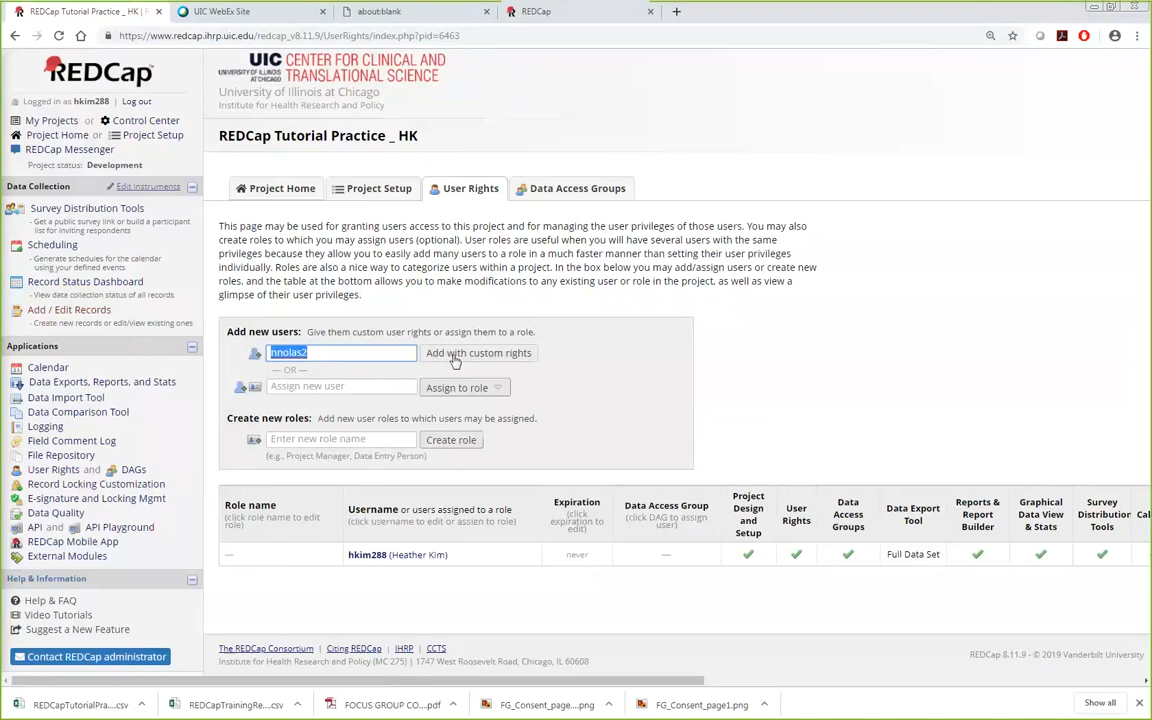 REDCap Tutorial Practice _ HK |
UIC WebEx Site
about:blank
REDCap
https://www.redcap.ihrp.uic.edu/redcap_v8.11.9/UserRights/index.php?pid=6463
REDCap
Logged in as hkim288 | Log out
My Projects or Control Center
Project Home or Project Setup
REDCap Messenger
Project status: Development
Data Collection Edit Instruments
Survey Distribution Tools
- Get a public survey link or build a participant
list for inviting respondents
Scheduling
- Generate schedules for the calendar
using your defined events
Record Status Dashboard
- View data collection status of all records
Add / Edit Records
- Create new records or edit/view existing ones
Applications
Calendar
Data Exports, Reports, and Stats
Data Import Tool
Data Comparison Tool
Logging
Field Comment Log
File Repository
User Rights and DAGs
Record Locking Customization
E-signature and Locking Mgmt
Data Quality
API and API Playground
REDCap Mobile App
External Modules
Help & Information
Help & FAQ
Video Tutorials
Suggest a New Feature
Contact REDCap administrator
UIC CENTER FOR CLINICAL AND
UNIVERSITY OF ILLINOIS AT CHICAGO TRANSLATIONAL SCIENCE
University of Illinois at Chicago
Institute for Health Research and Policy
REDCap Tutorial Practice _ HK
Project Home
Project Setup
User Rights
Data Access Groups
This page may be used for granting users access to this project and for managing the user privileges of those users. You may
also create roles to which you may assign users (optional). User roles are useful when you will have several users with the same
privileges because they allow you to easily add many users to a role in a much faster manner than setting their user privileges
individually. Roles are also a nice way to categorize users within a project. In the box below you may add/assign users or create new
roles, and the table at the bottom allows you to make modifications to any existing user or role in the project, as well as view a
glimpse of their user privileges.
Add new users: Give them custom user rights or assign them to a role.
nnolas2 Add with custom rights
— OR —
Assign new user Assign to role
Create new roles: Add new user roles to which users may be assigned.
Enter new role name Create role
(e.g., Project Manager, Data Entry Person)
Role name
(click role name to edit
role)
Username or users assigned to a role
(click username to edit or assign to role)
Expiration
(click
expiration to
edit)
Data Access Group
(click DAG to assign
user)
Project
Design
and
Setup
User
Rights
Data
Access
Groups
Data Export
Tool
Reports &
Report
Builder
Graphical
Data View
& Stats
Survey
Distribution
Tools
Cal
— hkim288 (Heather Kim) never — Full Data Set
The REDCap Consortium | Citing REDCap | IHRP | CCTS
Institute for Health Research and Policy (MC 275) | 1747 West Roosevelt Road, Chicago, IL 60608
REDCap 8.11.9 - © 2019 Vanderbilt University
REDCapTutorialPra....csv
REDCapTrainingRe....csv
FOCUS GROUP CO....pdf
FG_Consent_page....png
FG_Consent_page1.png
Show all